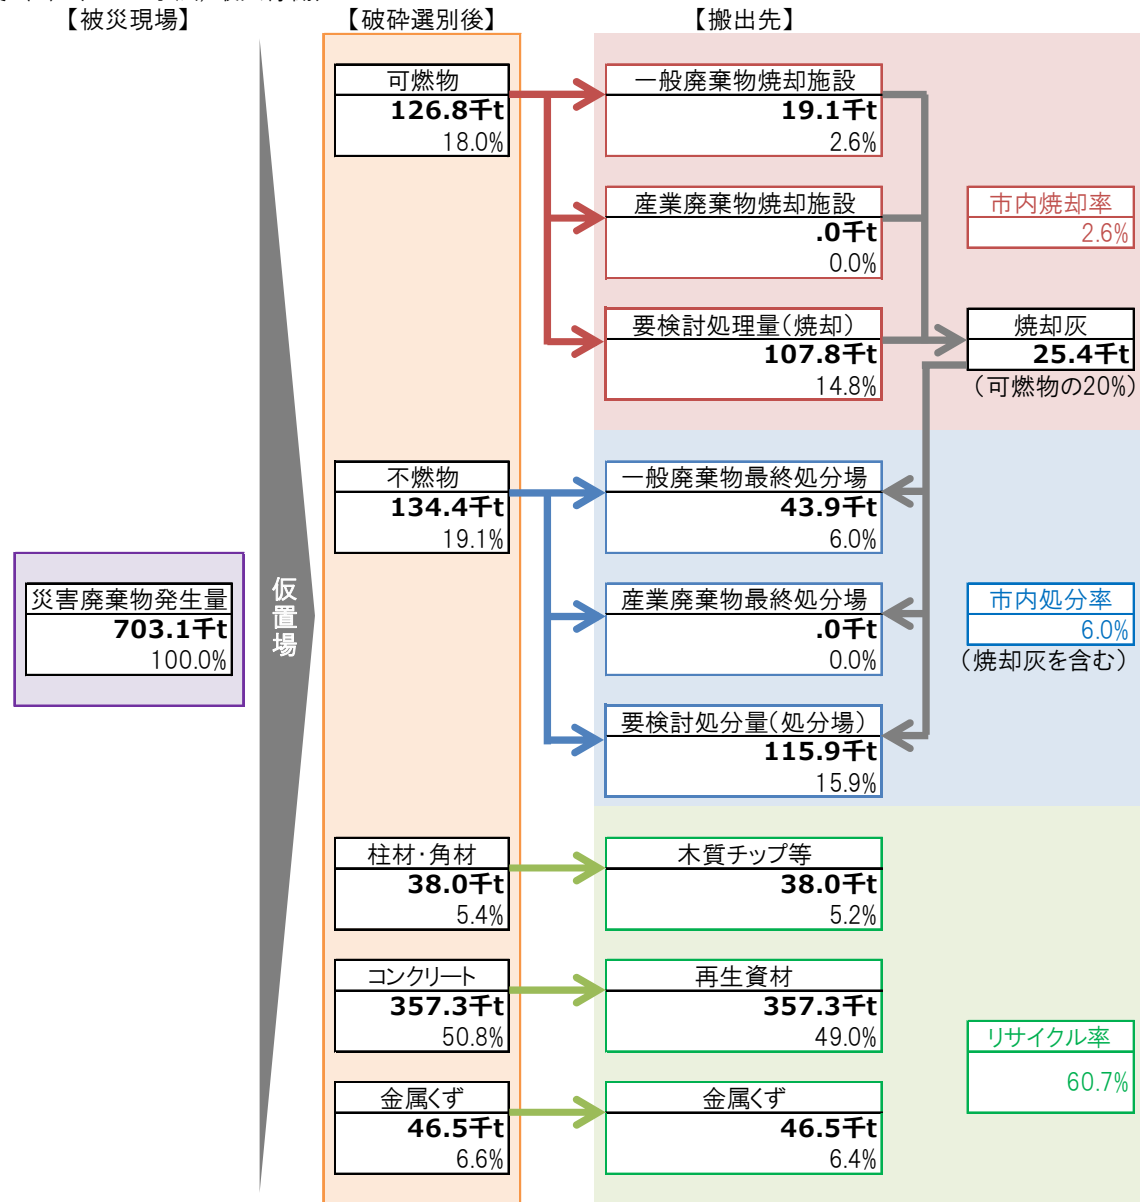 【被災現場】
【破砕選別後】
【搬出先】
災害廃棄物発生量
703.1千t
100.0%
仮置場
可燃物
126.8千t
18.0%
不燃物
134.4千t
19.1%
柱材・角材
38.0千t
5.4%
コンクリート
357.3千t
50.8%
金属くず
46.5千t
6.6%
一般廃棄物焼却施設
19.1千t
2.6%
産業廃棄物焼却施設
.0千t
0.0%
要検討処理量(焼却)
107.8千t
14.8%
市内焼却率
2.6%
焼却灰
25.4千t
(可燃物の20%)
一般廃棄物最終処分場
43.9千t
6.0%
産業廃棄物最終処分場
.0千t
0.0%
要検討処分量(処分場)
115.9千t
15.9%
市内処分率
6.0%
(焼却灰を含む)
木質チップ等
38.0千t
5.2%
再生資材
357.3千t
49.0%
金属くず
46.5千t
6.4%
リサイクル率
60.7%